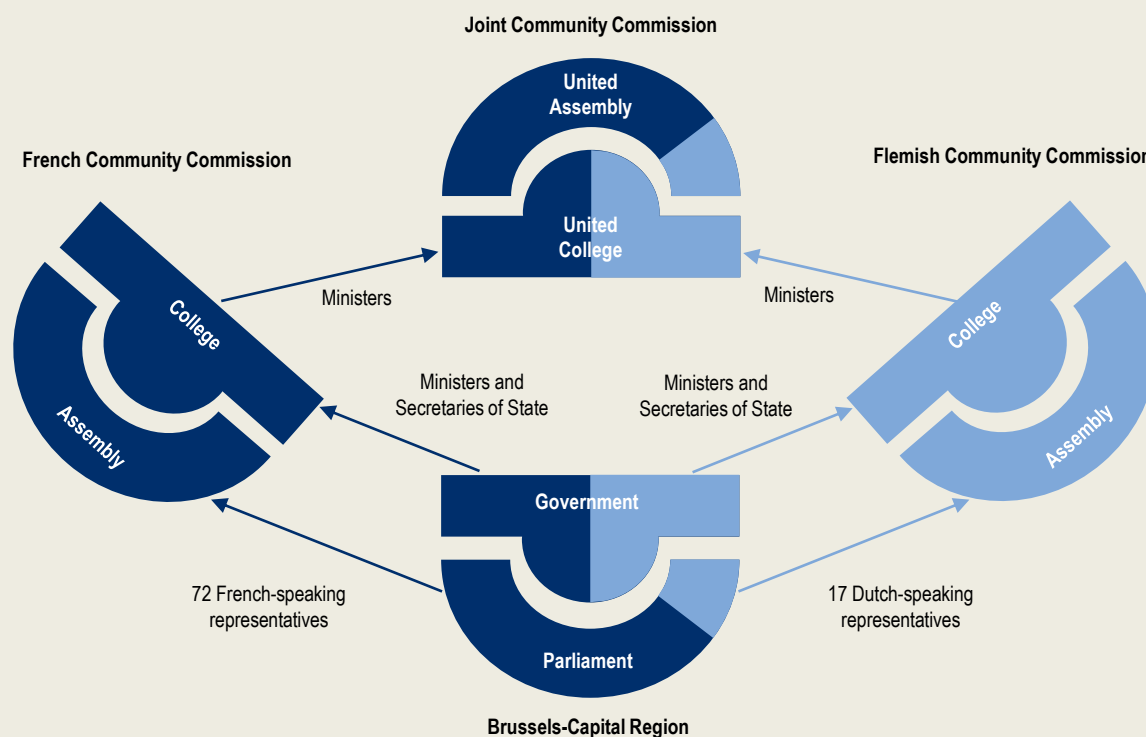 Joint Community Commission
United
Assembly
French Community Commission
Flemish Community Commission
United
College
Ministers
Ministers
College
College
Ministers and
Secretaries of State
Ministers and
Secretaries of State
Assembly
Assembly
Government
72 French-speaking
representatives
17 Dutch-speaking
representatives
Parliament
Brussels-Capital Region